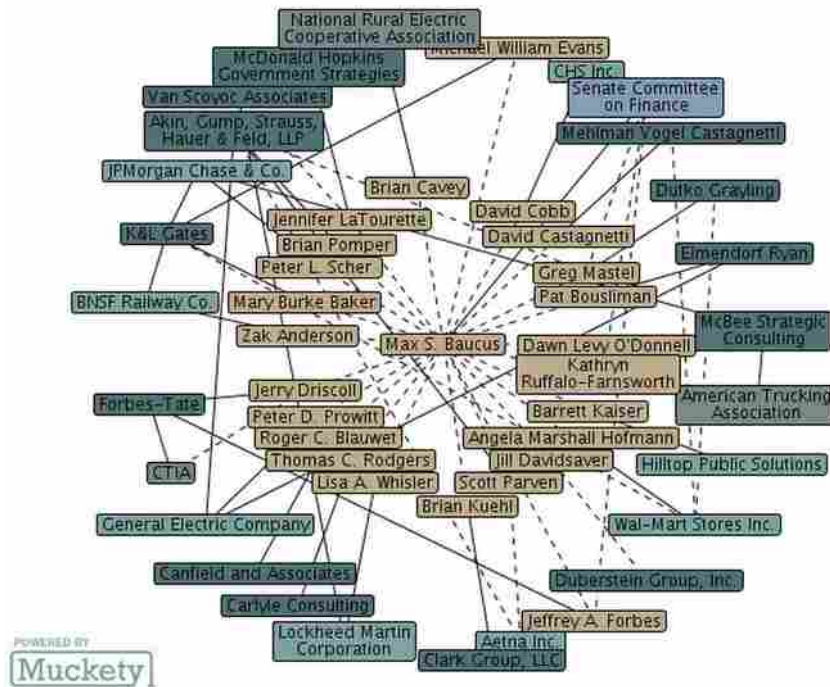 National Rural Electric
Cooperative Association
Michael William Evans
McDonald Hopkins
Government Strategies
CHS Inc.
Senate Committee
on Finance
Van Scoyoc Associates
Akin, Gump, Strauss,
Hauer & Feld, LLP
Mehlman Vogel Castagnetti
JPMorgan Chase & Co.
Brian Cavey
Dutko Grayling
Jennifer LaTourette
David Cobb
K&L Gates
Brian Pomper
David Castagnetti
Elmendorf Ryan
Peter L. Scher
Greg Mastel
BNSF Railway Co.
Mary Burke Baker
Pat Bousliman
Zak Anderson
Max S. Baucus
Dawn Levy O'Donnell
McBee Strategic
Consulting
Kathryn
Ruffalo-Farnsworth
Jerry Driscoll
Forbes-Tate
Peter D. Prowitt
Barrett Kaiser
American Trucking
Association
Roger C. Blauwet
Angela Marshall Hofmann
CTIA
Thomas C. Rodgers
Jill Davidsaver
Hilltop Public Solutions
Lisa A. Whisler
Scott Parven
Brian Kuehl
General Electric Company
Wal-Mart Stores Inc.
Canfield and Associates
Duberstein Group, Inc.
Carlyle Consulting
Jeffrey A. Forbes
Lockheed Martin
Corporation
Aetna Inc.
Clark Group, LLC
POWERED BY
Muckety